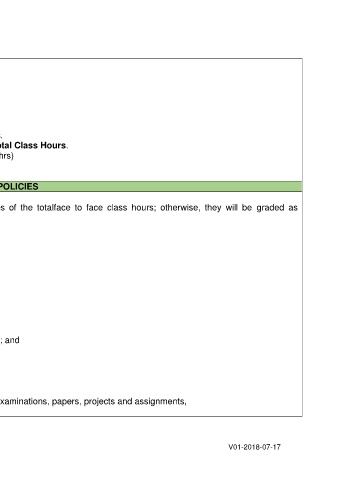 .
otal Class Hours.
hrs)
POLICIES
s of the totalface to face class hours; otherwise, they will be graded as
; and
xaminations, papers, projects and assignments,
V01-2018-07-17